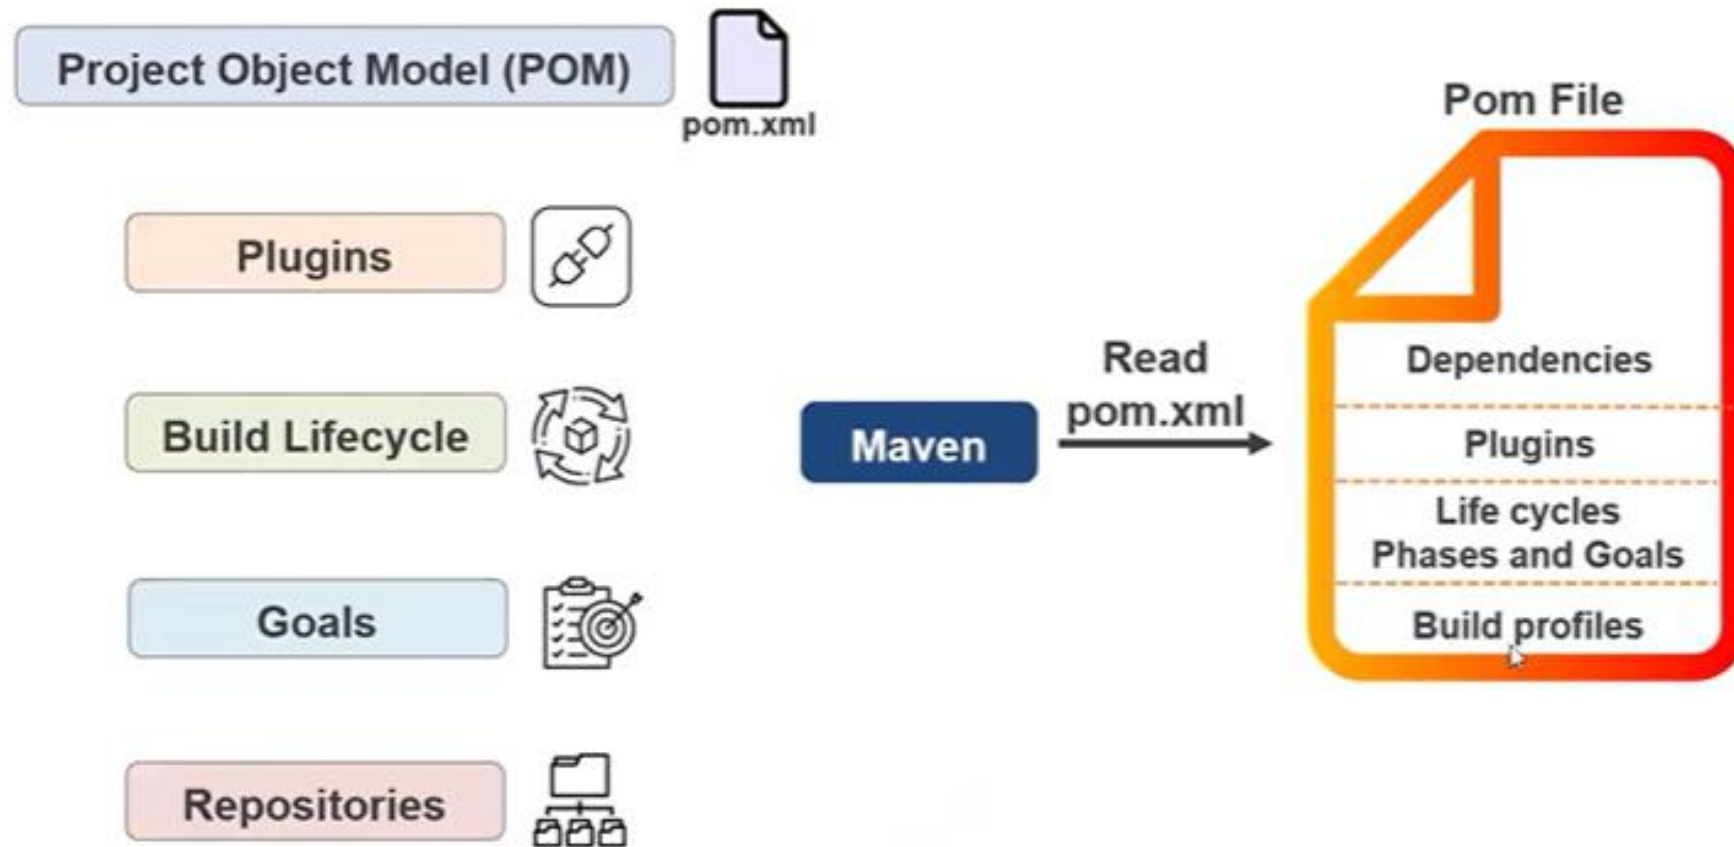 Project Object Model (POM)
pom.xml
Plugins
Build Lifecycle
Goals
Repositories
Maven
Read
pom.xml
Pom File
Dependencies
Plugins
Life cycles
Phases and Goals
Build profiles